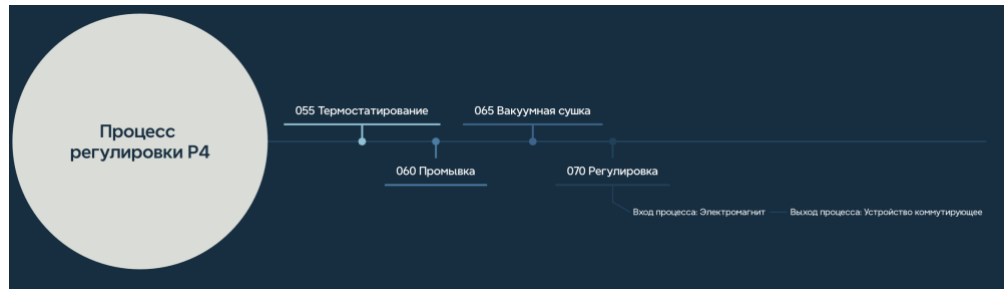 Процесс
регулировки Р4
055 Термостатирование
060 Промывка
065 Вакуумная сушка
070 Регулировка
Вход процесса: Электромагнит
Выход процесса: Устройство коммутирующее